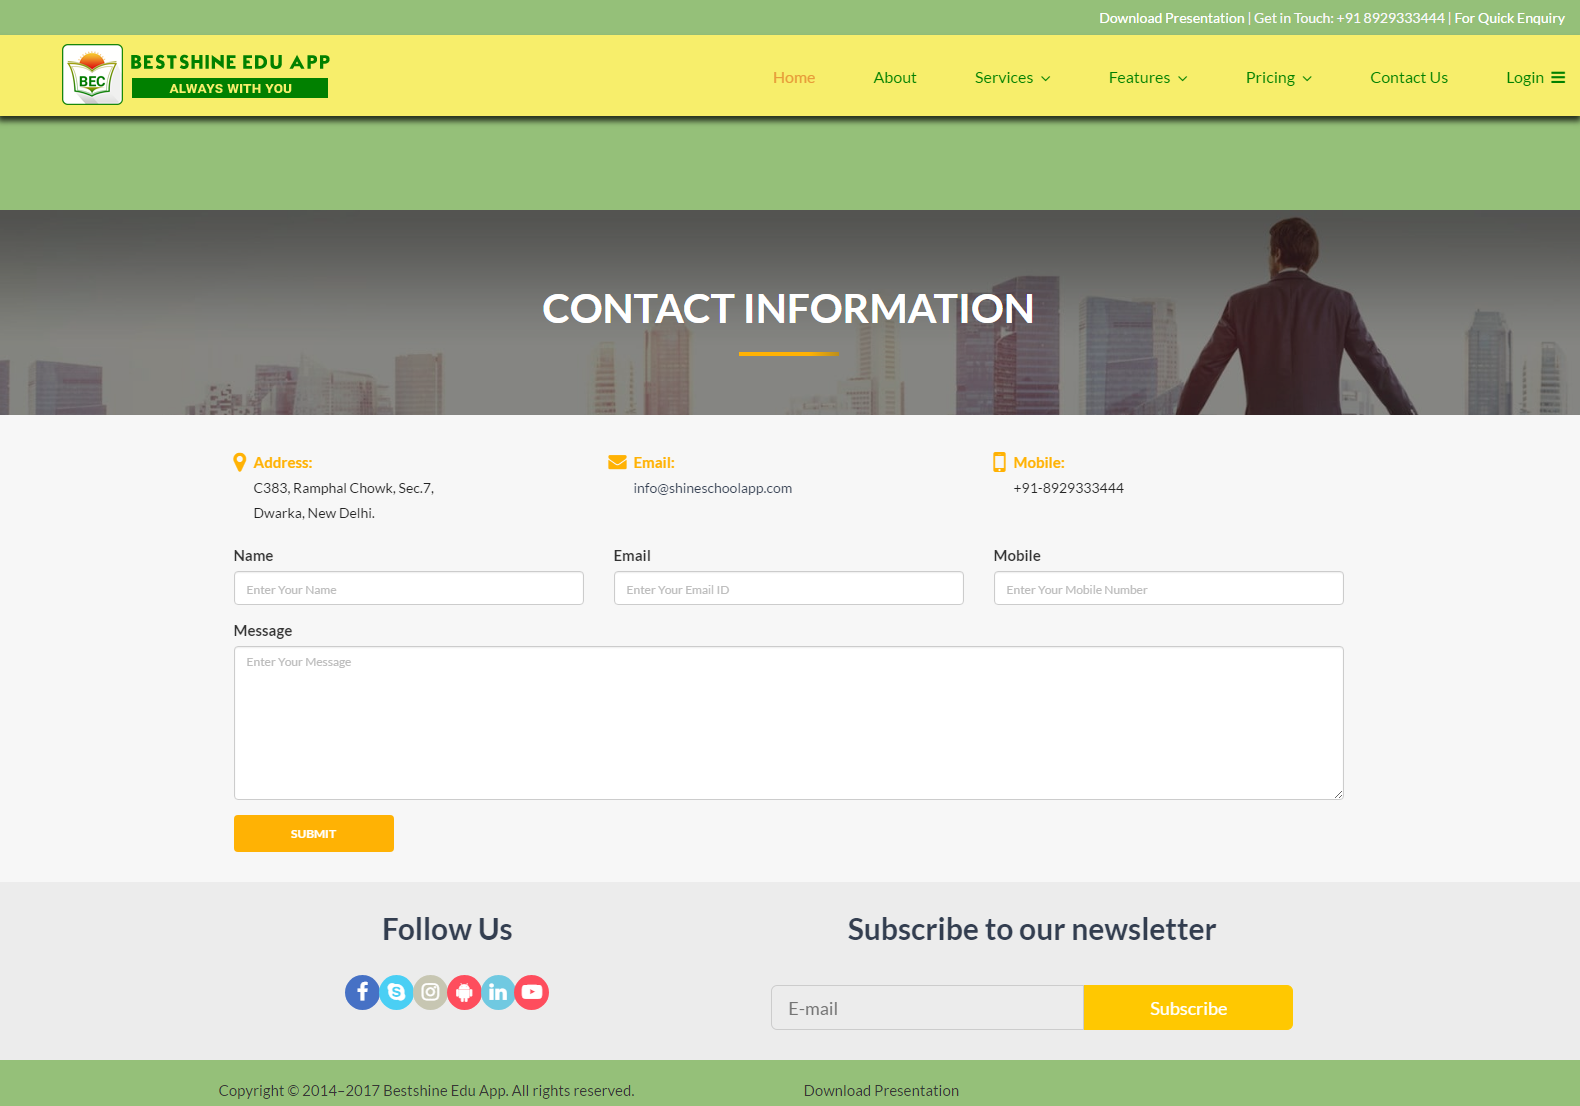 Download Presentation | Get in Touch: +91 8929333444 | For Quick Enquiry
BEC
BESTSHINE EDU APP
ALWAYS WITH YOU
Home About Services Features Pricing Contact Us Login
CONTACT INFORMATION
Address: Email: Mobile:
C383, Ramphal Chowk, Sec.7, info@shineschoolapp.com +91-8929333444
Dwarka, New Delhi.
Name Email Mobile
Enter Your Name Enter Your Email ID Enter Your Mobile Number
Message
Enter Your Message
SUBMIT
Follow Us Subscribe to our newsletter
E-mail Subscribe
Copyright © 2014–2017 Bestshine Edu App. All rights reserved. Download Presentation